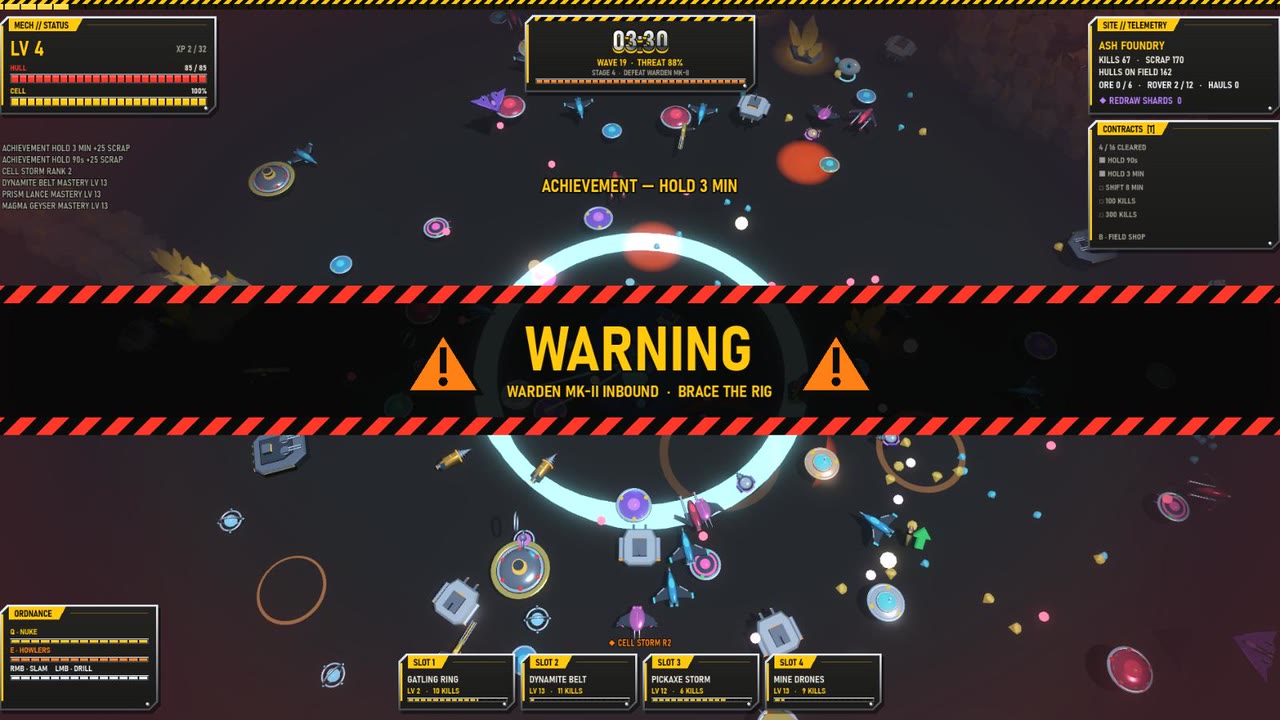 MECH // STATUS
LV 4
XP 2 / 32
HULL
85 / 85
CELL
100%
03:30
WAVE 19 · THREAT 88%
STAGE 4 · DEFEAT WARDEN MK-II
SITE // TELEMETRY
ASH FOUNDRY
KILLS 67 · SCRAP 170
HULLS ON FIELD 162
ORE 0 / 6 · ROVER 2 / 12 · HAULS 0
◆ REDRAW SHARDS 0
CONTRACTS [T]
4 / 16 CLEARED
HOLD 90s
HOLD 3 MIN
SHIFT 8 MIN
100 KILLS
300 KILLS
B · FIELD SHOP
ACHIEVEMENT HOLD 3 MIN +25 SCRAP
ACHIEVEMENT HOLD 90s +25 SCRAP
CELL STORM RANK 2
DYNAMITE BELT MASTERY LV 13
PRISM LANCE MASTERY LV 13
MAGMA GEYSER MASTERY LV 13
ACHIEVEMENT — HOLD 3 MIN
WARNING
WARDEN MK-II INBOUND · BRACE THE RIG
ORDNANCE
Q · NUKE
E · HOWLERS
RMB · SLAM LMB · DRILL
◆ CELL STORM R2
SLOT 1
GATLING RING
LV 2 · 10 KILLS
SLOT 2
DYNAMITE BELT
LV 13 · 11 KILLS
SLOT 3
PICKAXE STORM
LV 12 · 6 KILLS
SLOT 4
MINE DRONES
LV 13 · 9 KILLS